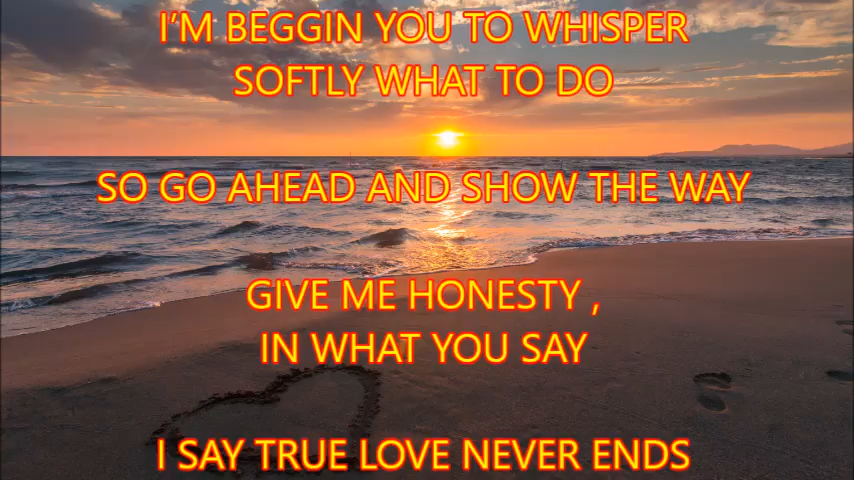 I’M BEGGIN YOU TO WHISPER
SOFTLY WHAT TO DO
SO GO AHEAD AND SHOW THE WAY
GIVE ME HONESTY ,
IN WHAT YOU SAY
I SAY TRUE LOVE NEVER ENDS